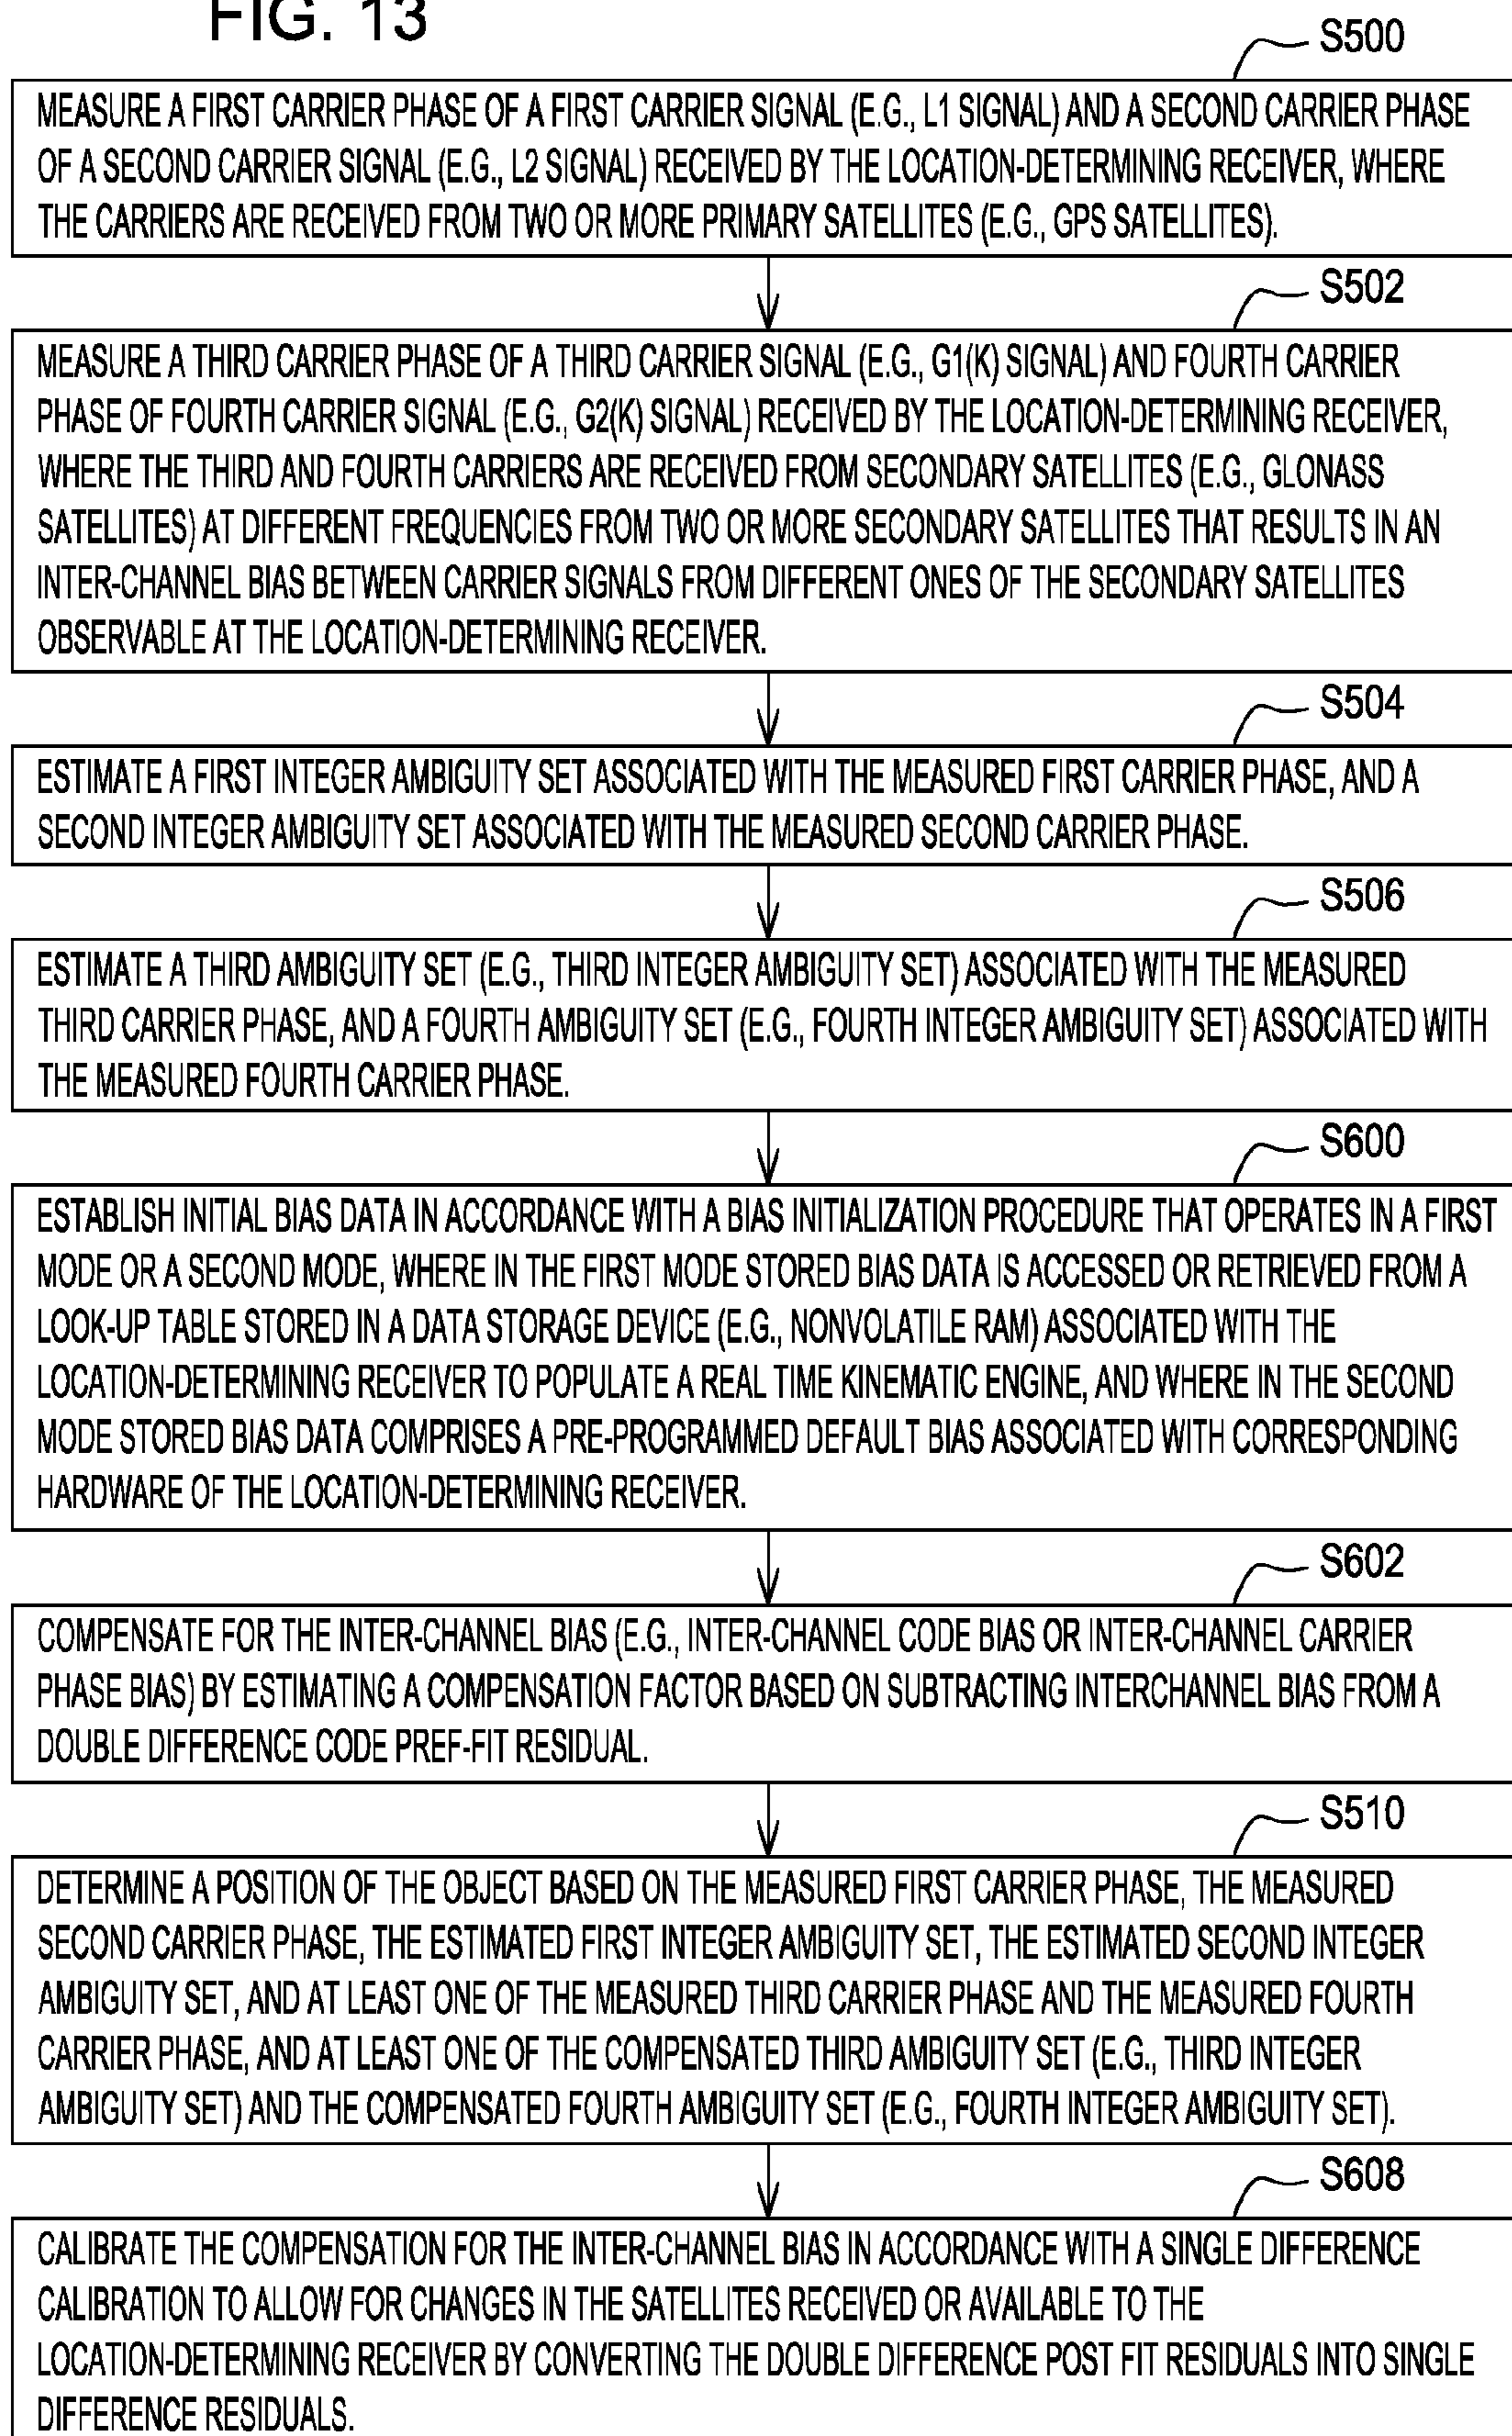 FIG. 13
S500
MEASURE A FIRST CARRIER PHASE OF A FIRST CARRIER SIGNAL (E.G., L1 SIGNAL) AND A SECOND CARRIER PHASE
OF A SECOND CARRIER SIGNAL (E.G., L2 SIGNAL) RECEIVED BY THE LOCATION-DETERMINING RECEIVER, WHERE
THE CARRIERS ARE RECEIVED FROM TWO OR MORE PRIMARY SATELLITES (E.G., GPS SATELLITES).
S502
MEASURE A THIRD CARRIER PHASE OF A THIRD CARRIER SIGNAL (E.G., G1(K) SIGNAL) AND FOURTH CARRIER
PHASE OF FOURTH CARRIER SIGNAL (E.G., G2(K) SIGNAL) RECEIVED BY THE LOCATION-DETERMINING RECEIVER,
WHERE THE THIRD AND FOURTH CARRIERS ARE RECEIVED FROM SECONDARY SATELLITES (E.G., GLONASS
SATELLITES) AT DIFFERENT FREQUENCIES FROM TWO OR MORE SECONDARY SATELLITES THAT RESULTS IN AN
INTER-CHANNEL BIAS BETWEEN CARRIER SIGNALS FROM DIFFERENT ONES OF THE SECONDARY SATELLITES
OBSERVABLE AT THE LOCATION-DETERMINING RECEIVER.
S504
ESTIMATE A FIRST INTEGER AMBIGUITY SET ASSOCIATED WITH THE MEASURED FIRST CARRIER PHASE, AND A
SECOND INTEGER AMBIGUITY SET ASSOCIATED WITH THE MEASURED SECOND CARRIER PHASE.
S506
ESTIMATE A THIRD AMBIGUITY SET (E.G., THIRD INTEGER AMBIGUITY SET) ASSOCIATED WITH THE MEASURED
THIRD CARRIER PHASE, AND A FOURTH AMBIGUITY SET (E.G., FOURTH INTEGER AMBIGUITY SET) ASSOCIATED WITH
THE MEASURED FOURTH CARRIER PHASE.
S600
ESTABLISH INITIAL BIAS DATA IN ACCORDANCE WITH A BIAS INITIALIZATION PROCEDURE THAT OPERATES IN A FIRST
MODE OR A SECOND MODE, WHERE IN THE FIRST MODE STORED BIAS DATA IS ACCESSED OR RETRIEVED FROM A
LOOK-UP TABLE STORED IN A DATA STORAGE DEVICE (E.G., NONVOLATILE RAM) ASSOCIATED WITH THE
LOCATION-DETERMINING RECEIVER TO POPULATE A REAL TIME KINEMATIC ENGINE, AND WHERE IN THE SECOND
MODE STORED BIAS DATA COMPRISES A PRE-PROGRAMMED DEFAULT BIAS ASSOCIATED WITH CORRESPONDING
HARDWARE OF THE LOCATION-DETERMINING RECEIVER.
S602
COMPENSATE FOR THE INTER-CHANNEL BIAS (E.G., INTER-CHANNEL CODE BIAS OR INTER-CHANNEL CARRIER
PHASE BIAS) BY ESTIMATING A COMPENSATION FACTOR BASED ON SUBTRACTING INTERCHANNEL BIAS FROM A
DOUBLE DIFFERENCE CODE PREF-FIT RESIDUAL.
S510
DETERMINE A POSITION OF THE OBJECT BASED ON THE MEASURED FIRST CARRIER PHASE, THE MEASURED
SECOND CARRIER PHASE, THE ESTIMATED FIRST INTEGER AMBIGUITY SET, THE ESTIMATED SECOND INTEGER
AMBIGUITY SET, AND AT LEAST ONE OF THE MEASURED THIRD CARRIER PHASE AND THE MEASURED FOURTH
CARRIER PHASE, AND AT LEAST ONE OF THE COMPENSATED THIRD AMBIGUITY SET (E.G., THIRD INTEGER
AMBIGUITY SET) AND THE COMPENSATED FOURTH AMBIGUITY SET (E.G., FOURTH INTEGER AMBIGUITY SET).
S608
CALIBRATE THE COMPENSATION FOR THE INTER-CHANNEL BIAS IN ACCORDANCE WITH A SINGLE DIFFERENCE
CALIBRATION TO ALLOW FOR CHANGES IN THE SATELLITES RECEIVED OR AVAILABLE TO THE
LOCATION-DETERMINING RECEIVER BY CONVERTING THE DOUBLE DIFFERENCE POST FIT RESIDUALS INTO SINGLE
DIFFERENCE RESIDUALS.